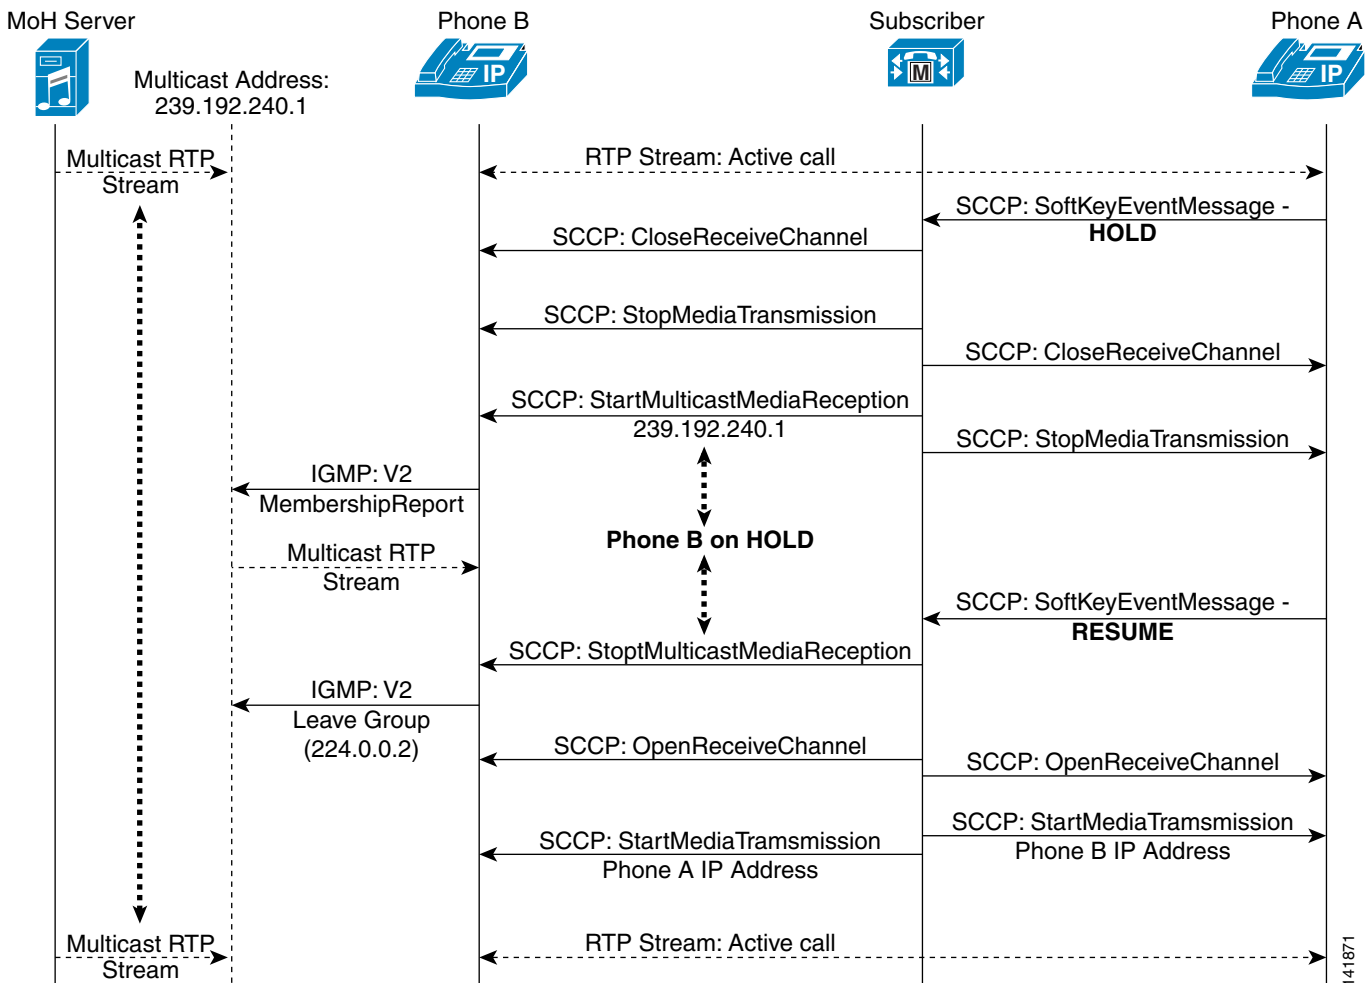 MoH Server
Phone B
Subscriber
Phone A
IP
M
IP
Multicast Address:
239.192.240.1
Multicast RTP
Stream
RTP Stream: Active call
SCCP: SoftKeyEventMessage -
HOLD
SCCP: CloseReceiveChannel
SCCP: StopMediaTransmission
SCCP: CloseReceiveChannel
SCCP: StartMulticastMediaReception
239.192.240.1
SCCP: StopMediaTransmission
IGMP: V2
MembershipReport
Phone B on HOLD
Multicast RTP
Stream
SCCP: SoftKeyEventMessage -
RESUME
SCCP: StoptMulticastMediaReception
IGMP: V2
Leave Group
(224.0.0.2)
SCCP: OpenReceiveChannel
SCCP: OpenReceiveChannel
SCCP: StartMediaTramsmission
Phone B IP Address
SCCP: StartMediaTramsmission
Phone A IP Address
Multicast RTP
Stream
RTP Stream: Active call
141871